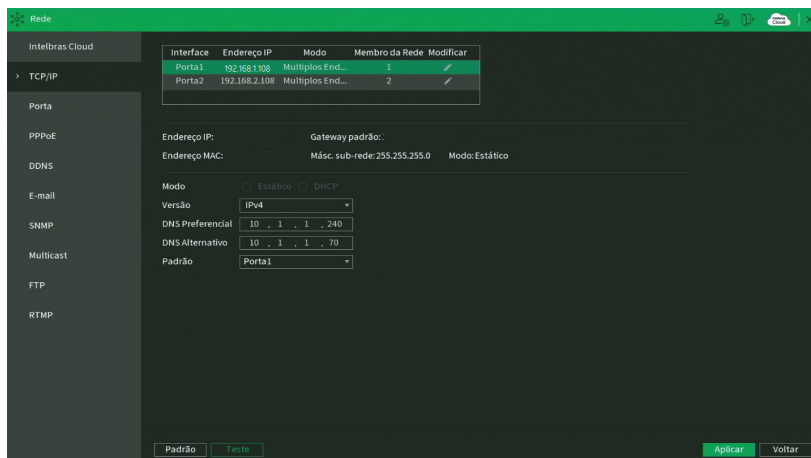 Rede
Intelbras Cloud
TCP/IP
Porta
PPPoE
DDNS
E-mail
SNMP
Multicast
FTP
RTMP
Interface Endereço IP Modo Membro da Rede Modificar
Porta1 192.168.1.108 Multiplos End... 1
Porta2 192.168.2.108 Multiplos End... 2
Endereço IP: Gateway padrão:
Endereço MAC: Másc. sub-rede:255.255.255.0 Modo:Estático
Modo Estático DHCP
Versão IPv4
DNS Preferencial 10 . 1 . 1 . 240
DNS Alternativo 10 . 1 . 1 . 70
Padrão Porta1
Padrão Teste Aplicar Voltar